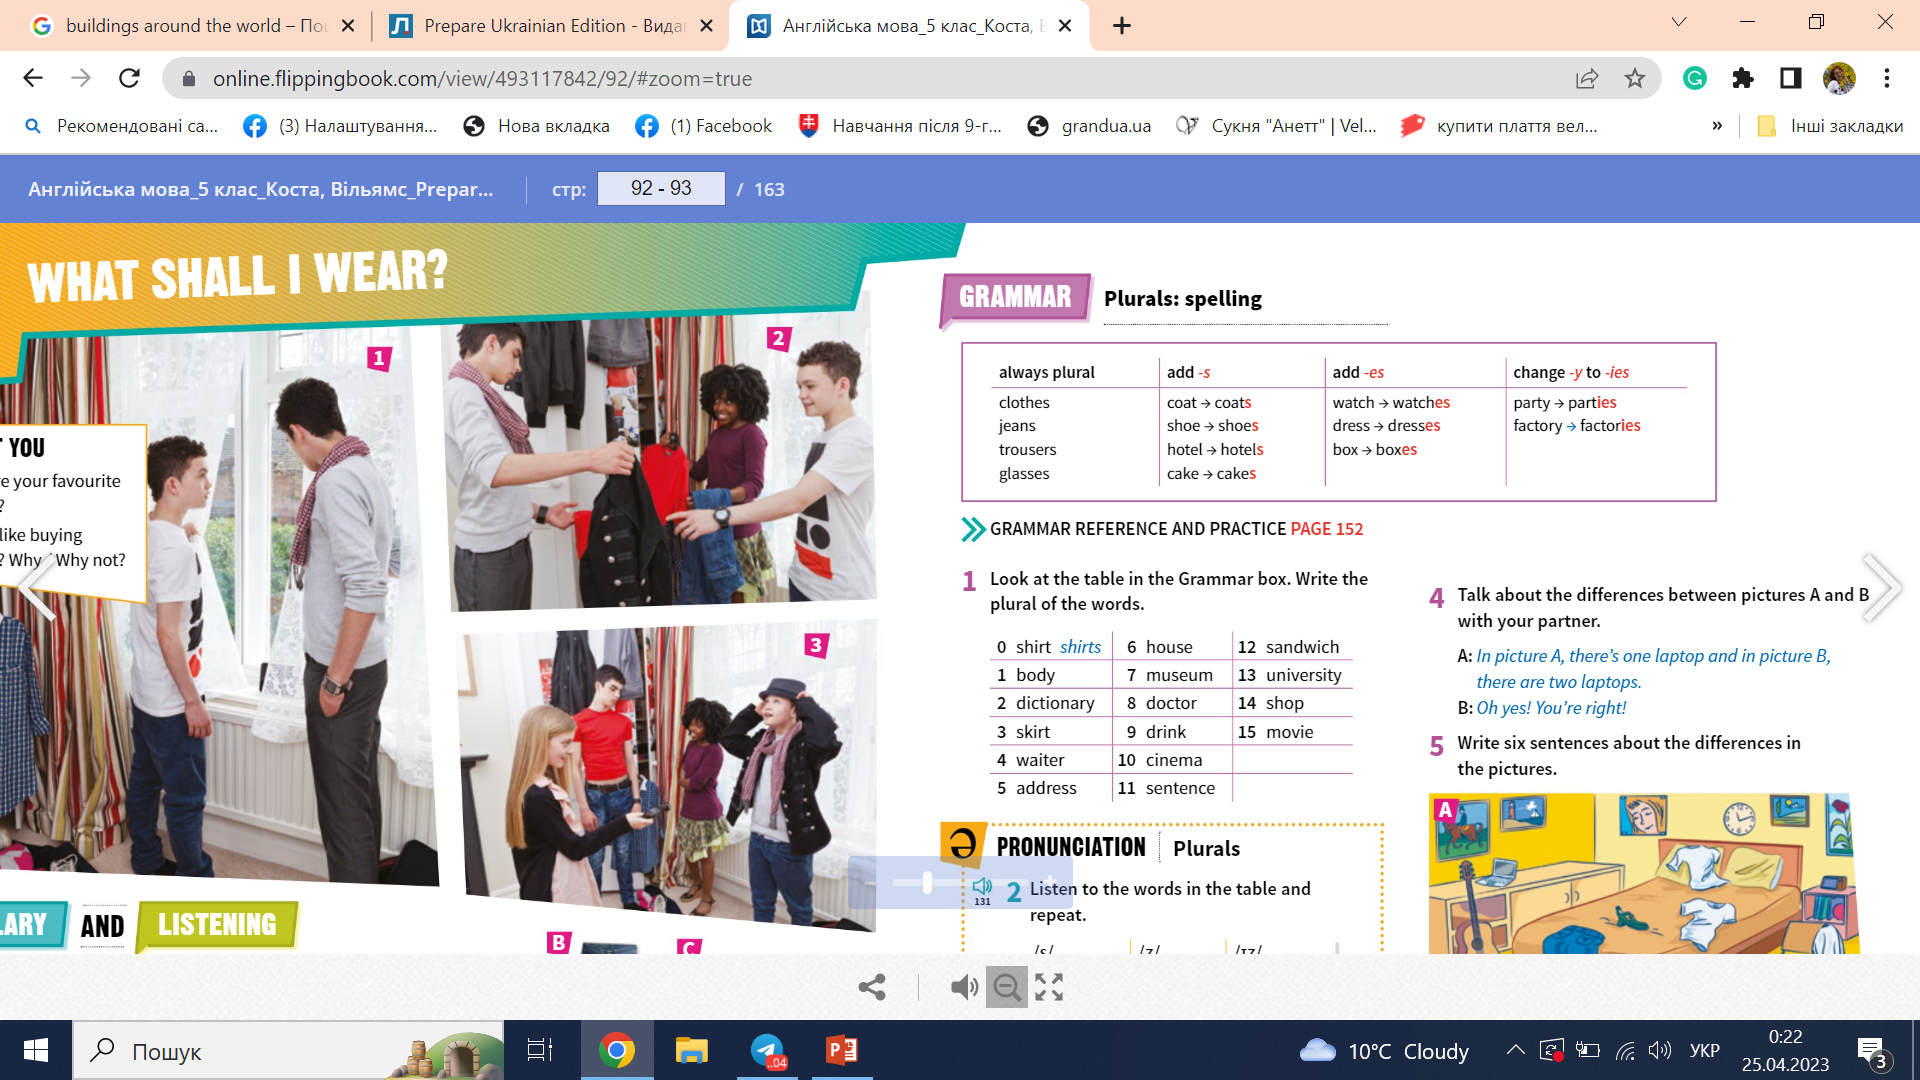 buildings around the world – По
Prepare Ukrainian Edition - Вида
Англійська мова_5 клас_Коста, В
online.flippingbook.com/view/493117842/92/#zoom=true
Рекомендовані са...
(3) Налаштування...
Нова вкладка
(1) Facebook
Навчання після 9-г...
grandua.ua
Сукня "Анетт" | Vel...
купити плаття вел...
»
Інші закладки
Англійська мова_5 клас_Коста, Вільямс_Prepar...
стр: 92 - 93 / 163
WHAT SHALL I WEAR?
1
2
3
YOU
e your favourite
?
like buying
? Why / Why not?
LARY AND LISTENING
B
C
GRAMMAR Plurals: spelling
always plural add -s add -es change -y to -ies
clothes coat → coats watch → watches party → parties
jeans shoe → shoes dress → dresses factory → factories
trousers hotel → hotels box → boxes
glasses cake → cakes
GRAMMAR REFERENCE AND PRACTICE PAGE 152
1 Look at the table in the Grammar box. Write the
plural of the words.
0 shirt shirts 6 house 12 sandwich
1 body 7 museum 13 university
2 dictionary 8 doctor 14 shop
3 skirt 9 drink 15 movie
4 waiter 10 cinema
5 address 11 sentence
ə PRONUNCIATION Plurals
131 2 Listen to the words in the table and
repeat.
/s/ /z/ /ɪz/
4 Talk about the differences between pictures A and B
with your partner.
A: In picture A, there's one laptop and in picture B,
there are two laptops.
B: Oh yes! You're right!
5 Write six sentences about the differences in
the pictures.
A
Пошук
..04
10°C Cloudy
УКР
0:22
25.04.2023
3